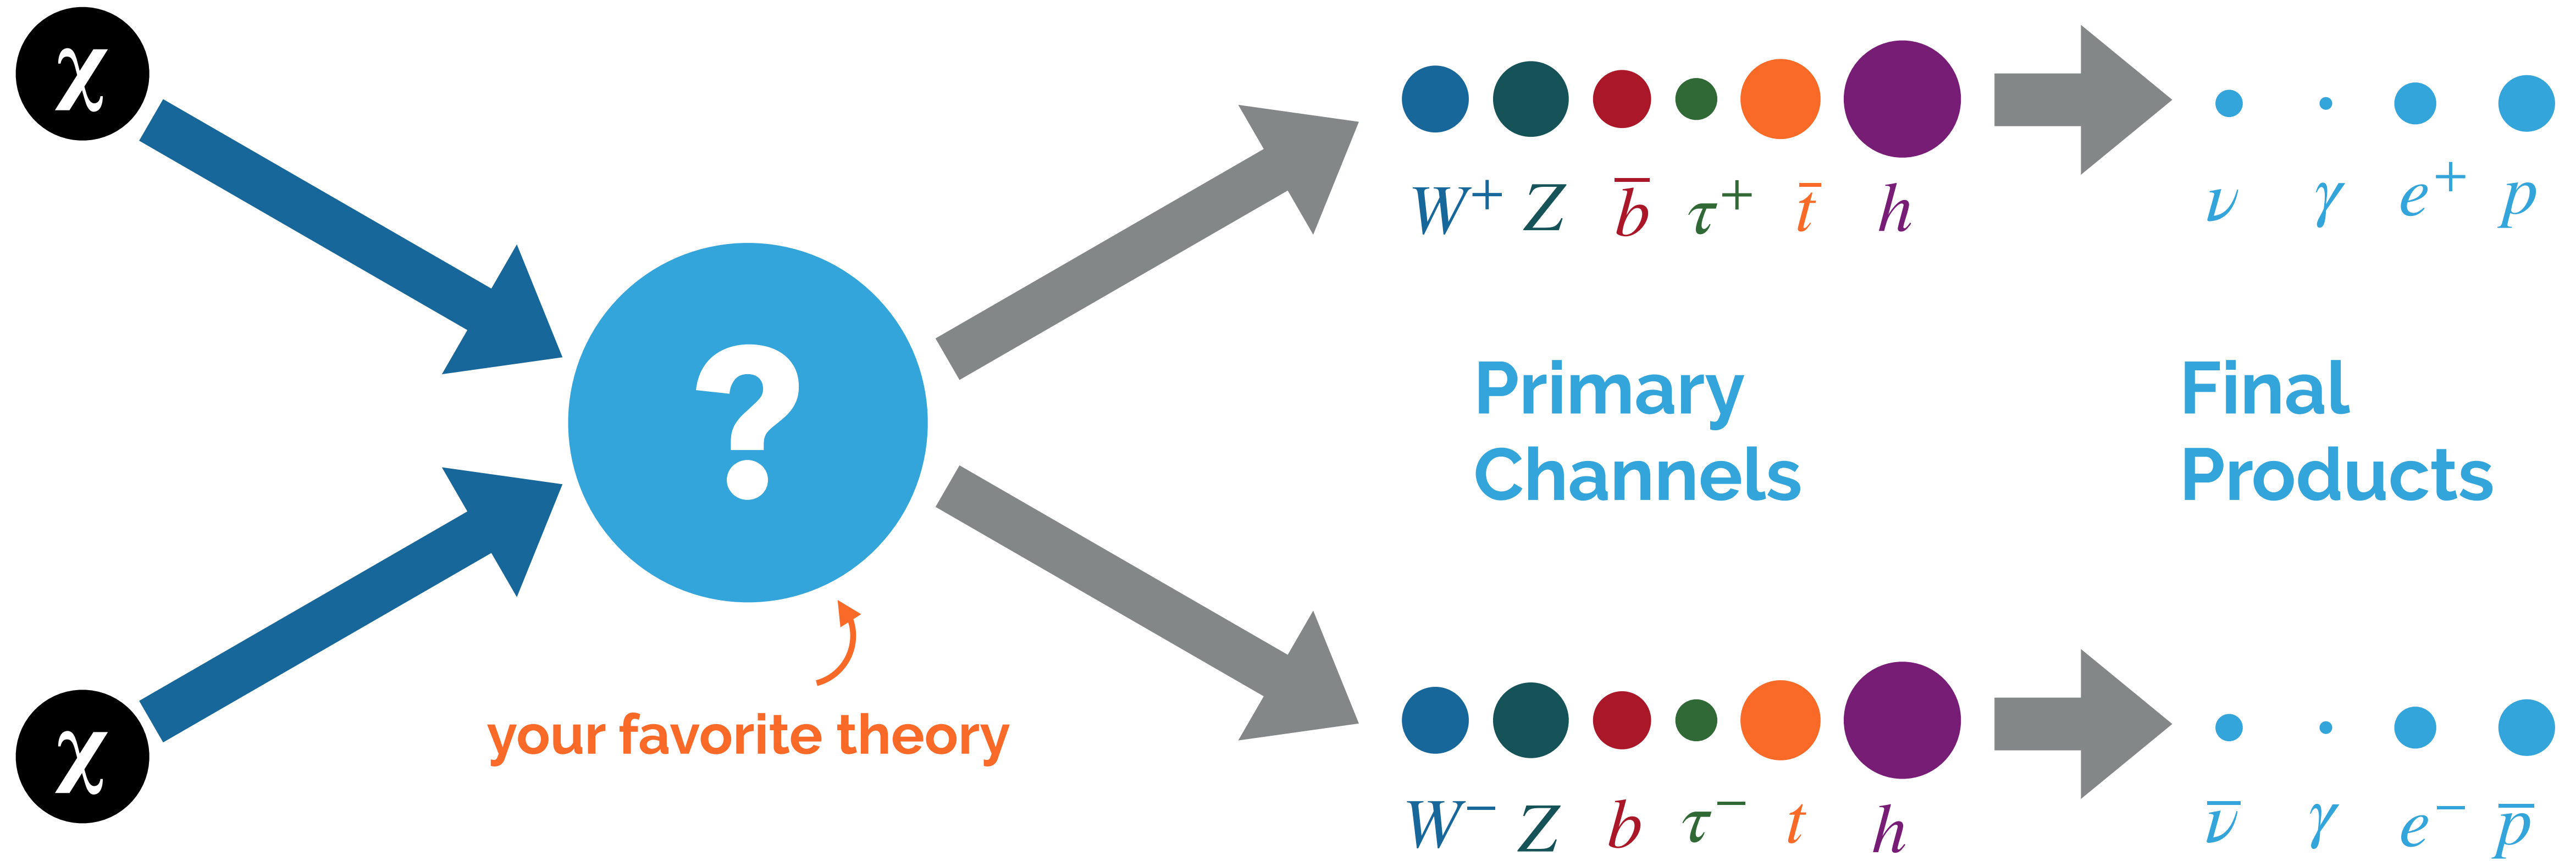 χ
W⁺ Z b̅ τ⁺ t̅ h
ν γ e⁺ p
?
Primary
Channels
Final
Products
your favorite theory
χ
W⁻ Z b τ⁻ t h
ν̅ γ e⁻ p̅